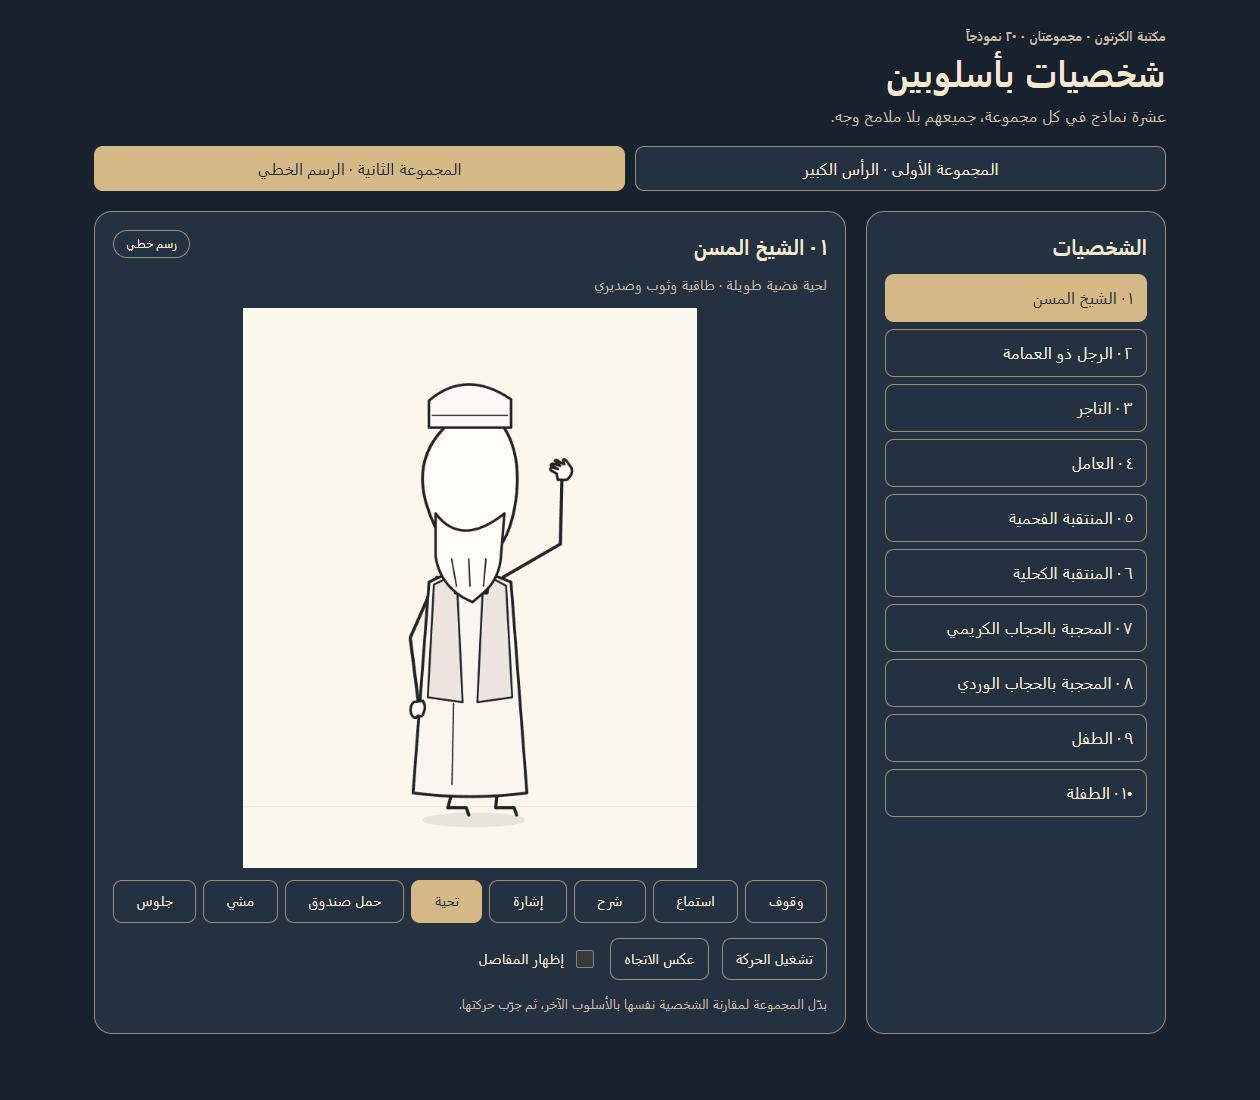 مكتبة الكرتون · مجموعتان · ٢٠ نموذجاً
شخصيات بأسلوبين
عشرة نماذج في كل مجموعة، جميعهم بلا ملامح وجه.
المجموعة الأولى · الرأس الكبير
المجموعة الثانية · الرسم الخطي
الشخصيات
٠١ · الشيخ المسن
٠٢ · الرجل ذو العمامة
٠٣ · التاجر
٠٤ · العامل
٠٥ · المنتقبة الفحمية
٠٦ · المنتقبة الكحلية
٠٧ · المحجبة بالحجاب الكريمي
٠٨ · المحجبة بالحجاب الوردي
٠٩ · الطفل
١٠ · الطفلة
٠١ · الشيخ المسن
رسم خطي
لحية فضية طويلة · طاقية وثوب وصديري
وقوف
استماع
شرح
إشارة
تحية
حمل صندوق
مشي
جلوس
تشغيل الحركة
عكس الاتجاه
إظهار المفاصل
بدّل المجموعة لمقارنة الشخصية نفسها بالأسلوب الآخر، ثم جرّب حركتها.